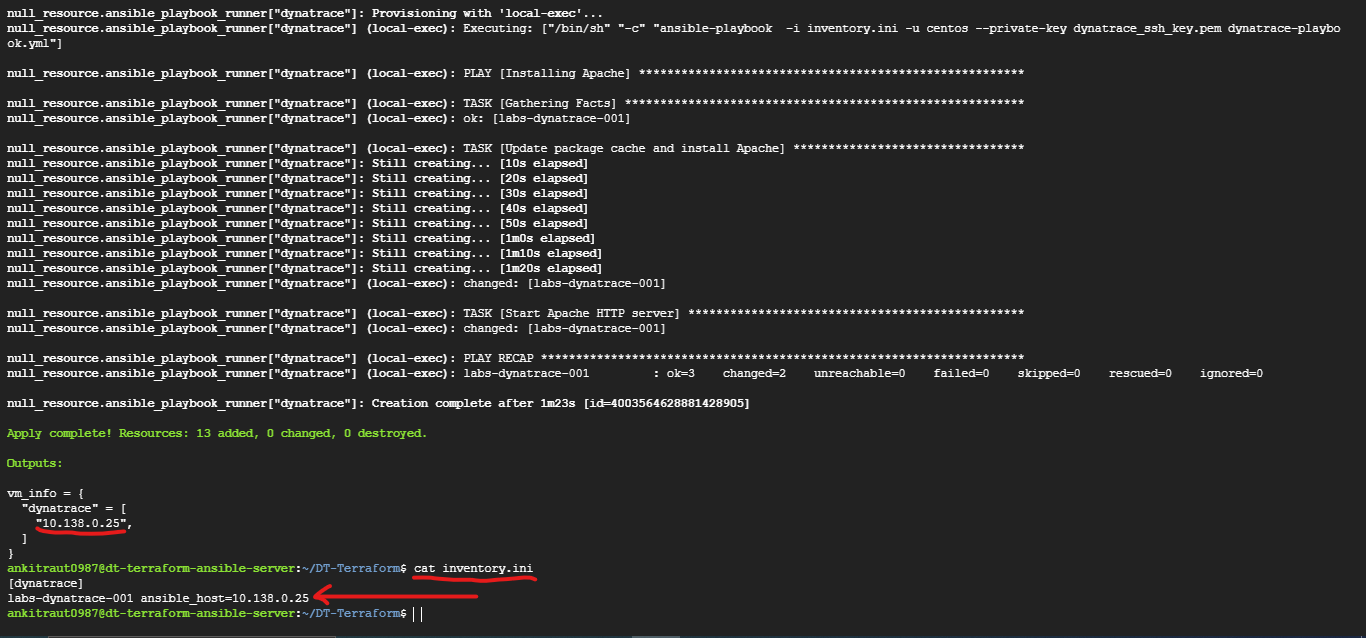 null_resource.ansible_playbook_runner["dynatrace"]: Provisioning with 'local-exec'...
null_resource.ansible_playbook_runner["dynatrace"] (local-exec): Executing: ["/bin/sh" "-c" "ansible-playbook  -i inventory.ini -u centos --private-key dynatrace_ssh_key.pem dynatrace-playbo
ok.yml"]
null_resource.ansible_playbook_runner["dynatrace"] (local-exec): PLAY [Installing Apache] *******************************************************
null_resource.ansible_playbook_runner["dynatrace"] (local-exec): TASK [Gathering Facts] *********************************************************
null_resource.ansible_playbook_runner["dynatrace"] (local-exec): ok: [labs-dynatrace-001]
null_resource.ansible_playbook_runner["dynatrace"] (local-exec): TASK [Update package cache and install Apache] *********************************
null_resource.ansible_playbook_runner["dynatrace"]: Still creating... [10s elapsed]
null_resource.ansible_playbook_runner["dynatrace"]: Still creating... [20s elapsed]
null_resource.ansible_playbook_runner["dynatrace"]: Still creating... [30s elapsed]
null_resource.ansible_playbook_runner["dynatrace"]: Still creating... [40s elapsed]
null_resource.ansible_playbook_runner["dynatrace"]: Still creating... [50s elapsed]
null_resource.ansible_playbook_runner["dynatrace"]: Still creating... [1m0s elapsed]
null_resource.ansible_playbook_runner["dynatrace"]: Still creating... [1m10s elapsed]
null_resource.ansible_playbook_runner["dynatrace"]: Still creating... [1m20s elapsed]
null_resource.ansible_playbook_runner["dynatrace"] (local-exec): changed: [labs-dynatrace-001]
null_resource.ansible_playbook_runner["dynatrace"] (local-exec): TASK [Start Apache HTTP server] ************************************************
null_resource.ansible_playbook_runner["dynatrace"] (local-exec): changed: [labs-dynatrace-001]
null_resource.ansible_playbook_runner["dynatrace"] (local-exec): PLAY RECAP *********************************************************************
null_resource.ansible_playbook_runner["dynatrace"] (local-exec): labs-dynatrace-001         : ok=3    changed=2    unreachable=0    failed=0    skipped=0    rescued=0    ignored=0
null_resource.ansible_playbook_runner["dynatrace"]: Creation complete after 1m23s [id=4003564628881428905]
Apply complete! Resources: 13 added, 0 changed, 0 destroyed.
Outputs:
vm_info = {
  "dynatrace" = [
    "10.138.0.25",
  ]
}
ankitraut0987@dt-terraform-ansible-server:~/DT-Terraform$ cat inventory.ini
[dynatrace]
labs-dynatrace-001 ansible_host=10.138.0.25
ankitraut0987@dt-terraform-ansible-server:~/DT-Terraform$